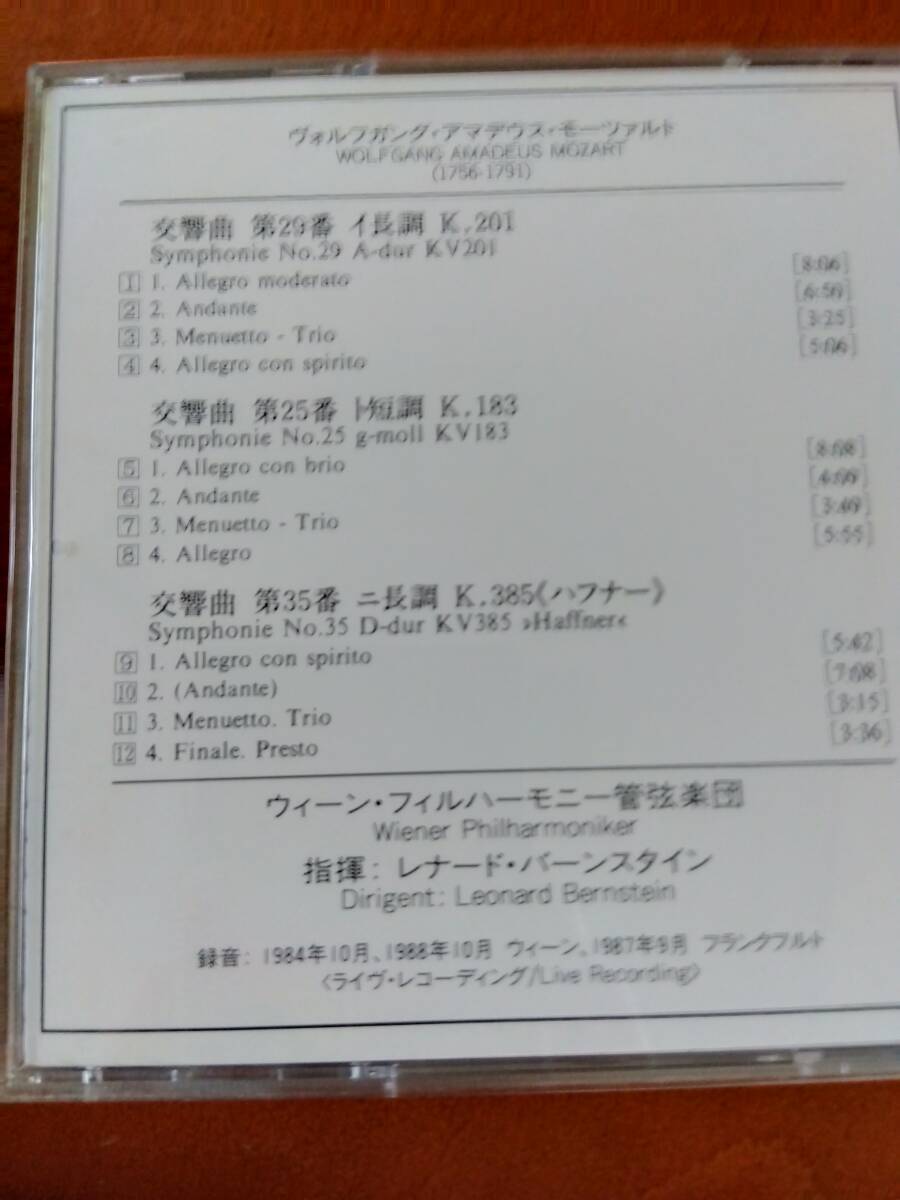 ヴォルフガング・アマデウス・モーツァルト
WOLFGANG AMADEUS MOZART
(1756-1791)
交響曲 第29番 イ長調 K.201
Symphonie No.29 A-dur KV201
1 1. Allegro moderato [8:06]
2 2. Andante
3 3. Menuetto - Trio [3:25]
4 4. Allegro con spirito [5:06]
交響曲 第25番 ト短調 K.183
Symphonie No.25 g-moll KV183
5 1. Allegro con brio [8:08]
6 2. Andante
7 3. Menuetto - Trio
8 4. Allegro [5:55]
交響曲 第35番 ニ長調 K.385《ハフナー》
Symphonie No.35 D-dur KV385 »Haffner«
9 1. Allegro con spirito [5:42]
10 2. (Andante) [7:08]
11 3. Menuetto. Trio [3:15]
12 4. Finale. Presto [3:36]
ウィーン・フィルハーモニー管弦楽団
Wiener Philharmoniker
指揮: レナード・バーンスタイン
Dirigent: Leonard Bernstein
録音: 1984年10月、1988年10月 ウィーン、1987年9月 フランクフルト
〈ライヴ・レコーディング/Live Recording〉